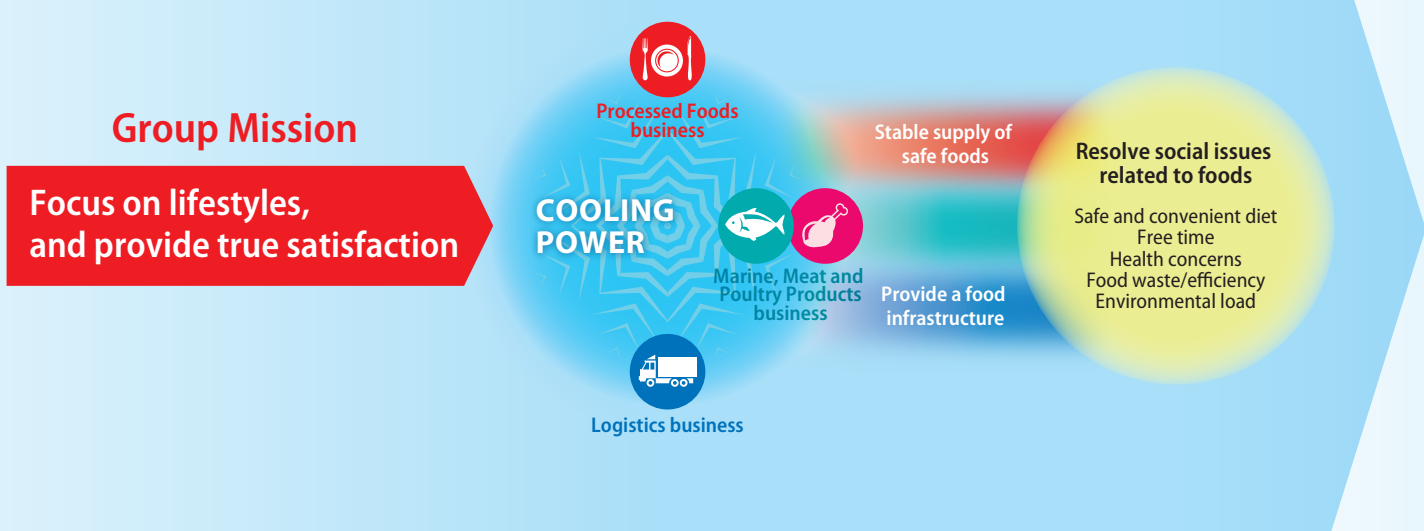 Group Mission
Focus on lifestyles,
and provide true satisfaction
Processed Foods
business
COOLING
POWER
Marine, Meat and
Poultry Products
business
Logistics business
Stable supply of
safe foods
Provide a food
infrastructure
Resolve social issues
related to foods
Safe and convenient diet
Free time
Health concerns
Food waste/efficiency
Environmental load